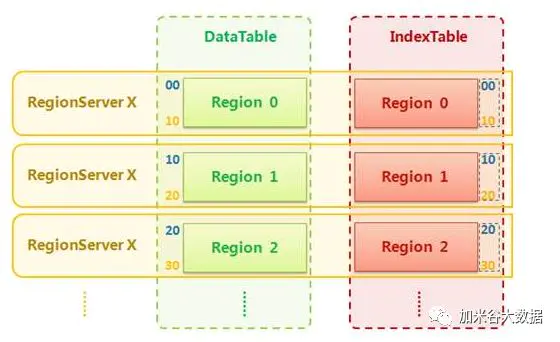 DataTable IndexTable
RegionServer X 00 Region 0 Region 0 00
10 10
RegionServer X 10 Region 1 Region 1 10
20 20
RegionServer X 20 Region 2 Region 2 20
30 30
加米谷大数据